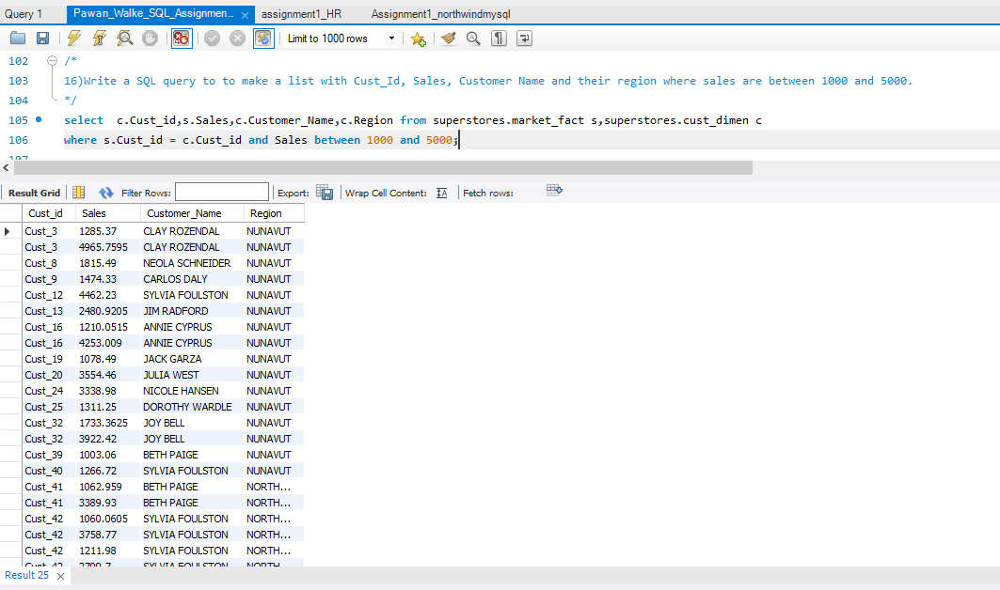 Query 1 Pawan_Walke_SQL_Assignmen... assignment1_HR Assignment1_northwindmysql
Limit to 1000 rows
102 /*
103 16)Write a SQL query to to make a list with Cust_Id, Sales, Customer Name and their region where sales are between 1000 and 5000.
104 */
105 select c.Cust_id,s.Sales,c.Customer_Name,c.Region from superstores.market_fact s,superstores.cust_dimen c
106 where s.Cust_id = c.Cust_id and Sales between 1000 and 5000;
107
Result Grid Filter Rows: Export: Wrap Cell Content: Fetch rows:
Cust_id Sales Customer_Name Region
Cust_3 1285.37 CLAY ROZENDAL NUNAVUT
Cust_3 4965.7595 CLAY ROZENDAL NUNAVUT
Cust_8 1815.49 NEOLA SCHNEIDER NUNAVUT
Cust_9 1474.33 CARLOS DALY NUNAVUT
Cust_12 4462.23 SYLVIA FOULSTON NUNAVUT
Cust_13 2480.9205 JIM RADFORD NUNAVUT
Cust_16 1210.0515 ANNIE CYPRUS NUNAVUT
Cust_16 4253.009 ANNIE CYPRUS NUNAVUT
Cust_19 1078.49 JACK GARZA NUNAVUT
Cust_20 3554.46 JULIA WEST NUNAVUT
Cust_24 3338.98 NICOLE HANSEN NUNAVUT
Cust_25 1311.25 DOROTHY WARDLE NUNAVUT
Cust_32 1733.3625 JOY BELL NUNAVUT
Cust_32 3922.42 JOY BELL NUNAVUT
Cust_39 1003.06 BETH PAIGE NUNAVUT
Cust_40 1266.72 SYLVIA FOULSTON NUNAVUT
Cust_41 1062.959 BETH PAIGE NORTH...
Cust_41 3389.93 BETH PAIGE NORTH...
Cust_42 1060.0605 SYLVIA FOULSTON NORTH...
Cust_42 3758.77 SYLVIA FOULSTON NORTH...
Cust_42 1211.98 SYLVIA FOULSTON NORTH...
Cust_42 SYLVIA FOULSTON NORTH
Result 25